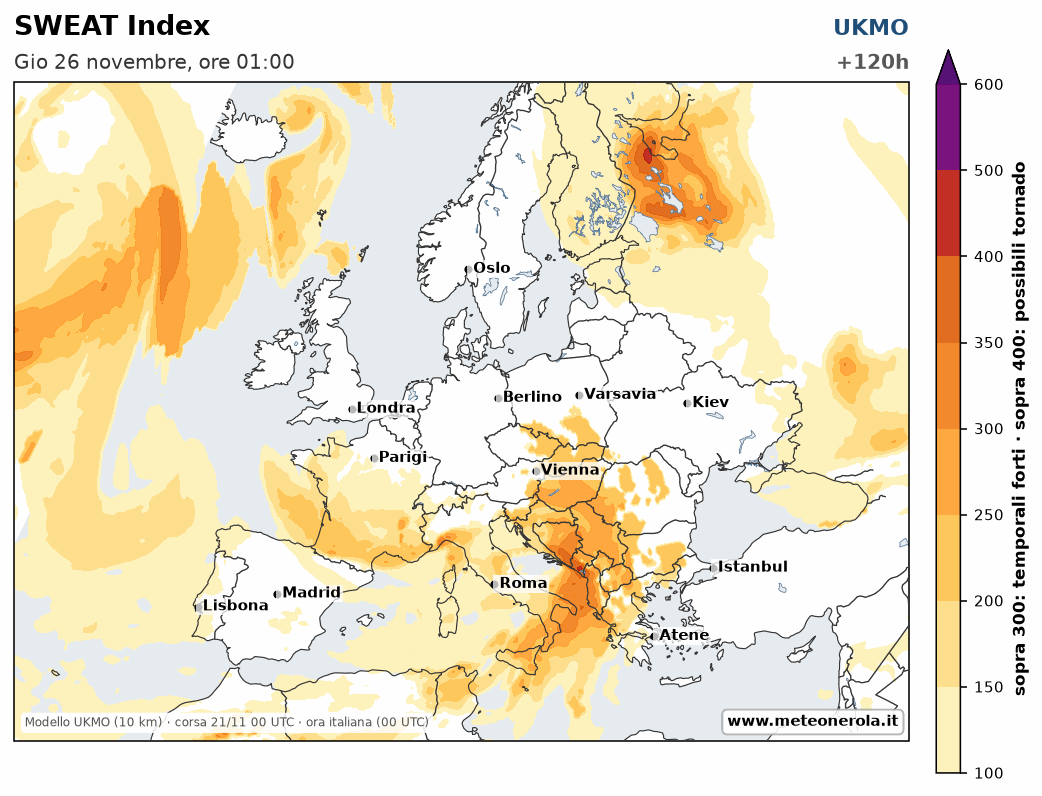 SWEAT Index
UKMO
Gio 26 novembre, ore 01:00
+120h
Oslo
Londra
Berlino
Varsavia
Kiev
Parigi
Vienna
Istanbul
Roma
Madrid
Lisbona
Atene
Modello UKMO (10 km) · corsa 21/11 00 UTC · ora italiana (00 UTC)
www.meteonerola.it
600
500
400
350
300
250
200
150
100
sopra 300: temporali forti · sopra 400: possibili tornado